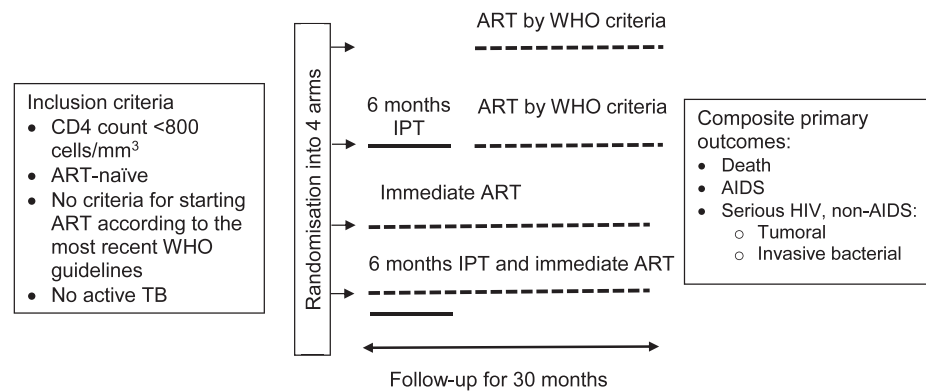 Inclusion criteria
• CD4 count <800
cells/mm³
• ART-naïve
• No criteria for starting
ART according to the
most recent WHO
guidelines
• No active TB
Randomisation into 4 arms
ART by WHO criteria
6 months
IPT
ART by WHO criteria
Immediate ART
6 months IPT and immediate ART
Follow-up for 30 months
Composite primary
outcomes:
• Death
• AIDS
• Serious HIV, non-AIDS:
o Tumoral
o Invasive bacterial